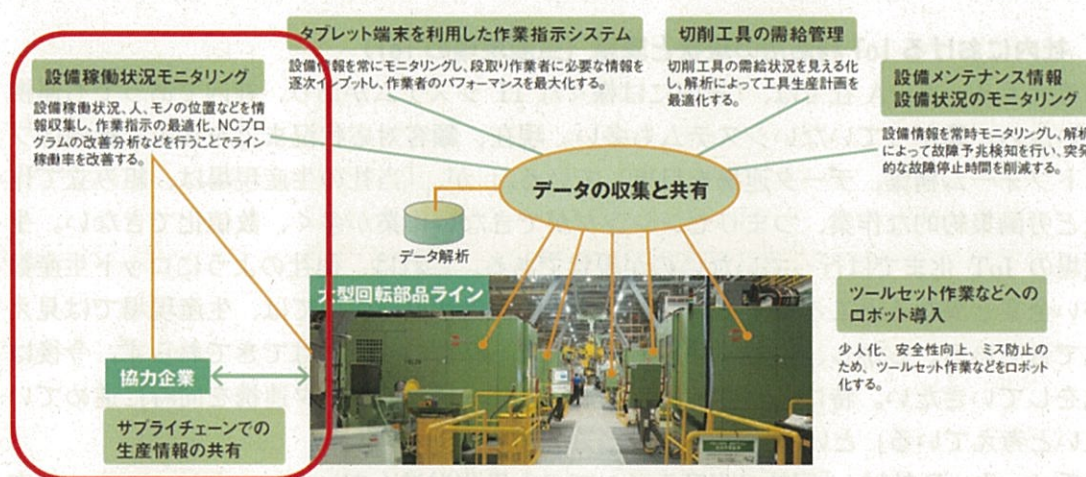 タブレット端末を利用した作業指示システム
設備情報を常にモニタリングし、段取り作業者に必要な情報を
逐次インプットし、作業者のパフォーマンスを最大化する。
切削工具の需給管理
切削工具の需給状況を見える化
し、解析によって工具生産計画を
最適化する。
設備稼働状況モニタリング
設備稼働状況、人、モノの位置などを情
報収集し、作業指示の最適化、NCプロ
グラムの改善分析などを行うことでライン
稼働率を改善する。
設備メンテナンス情報
設備状況のモニタリング
設備情報を常時モニタリングし、解析
によって故障予兆検知を行い、突発
的な故障停止時間を削減する。
データの収集と共有
データ解析
大型回転部品ライン
ツールセット作業などへの
ロボット導入
少人化、安全性向上、ミス防止の
ため、ツールセット作業などをロボット
化する。
協力企業
サプライチェーンでの
生産情報の共有